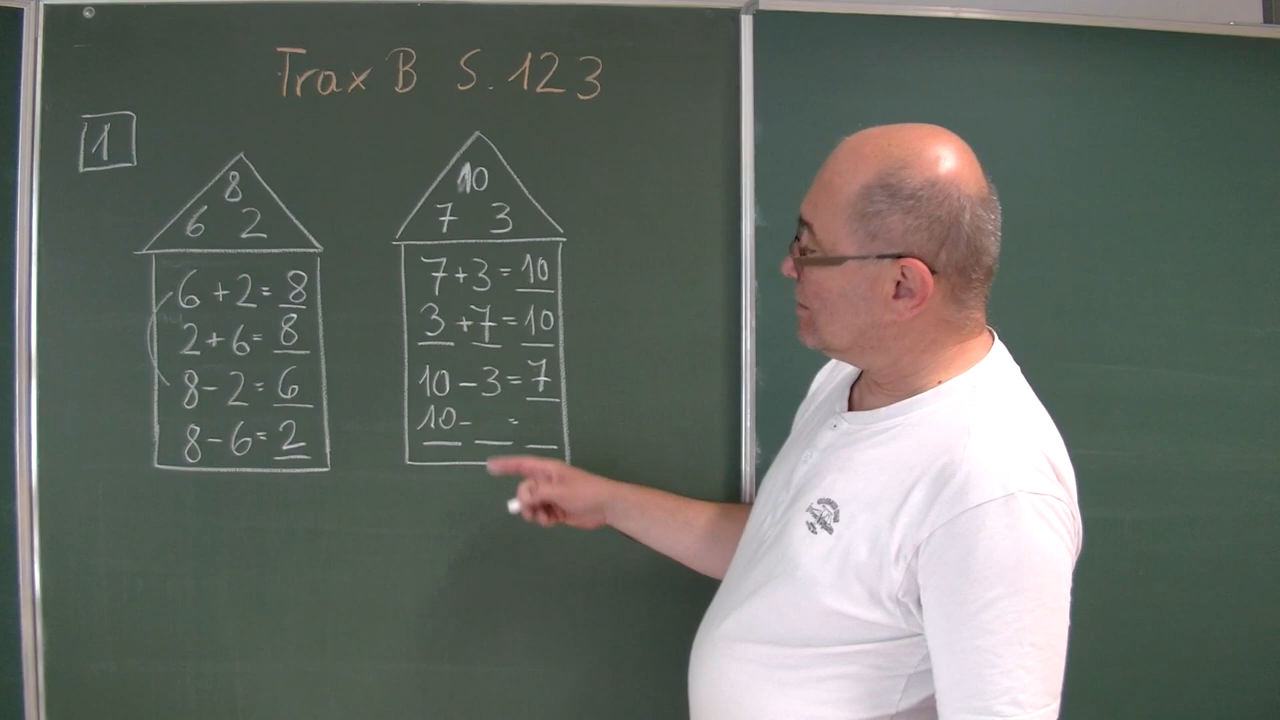 Trax B S. 123
1
8
6 2
6 + 2 = 8
2 + 6 = 8
8 - 2 = 6
8 - 6 = 2
10
7 3
7 + 3 = 10
3 + 7 = 10
10 - 3 = 7
10 - =